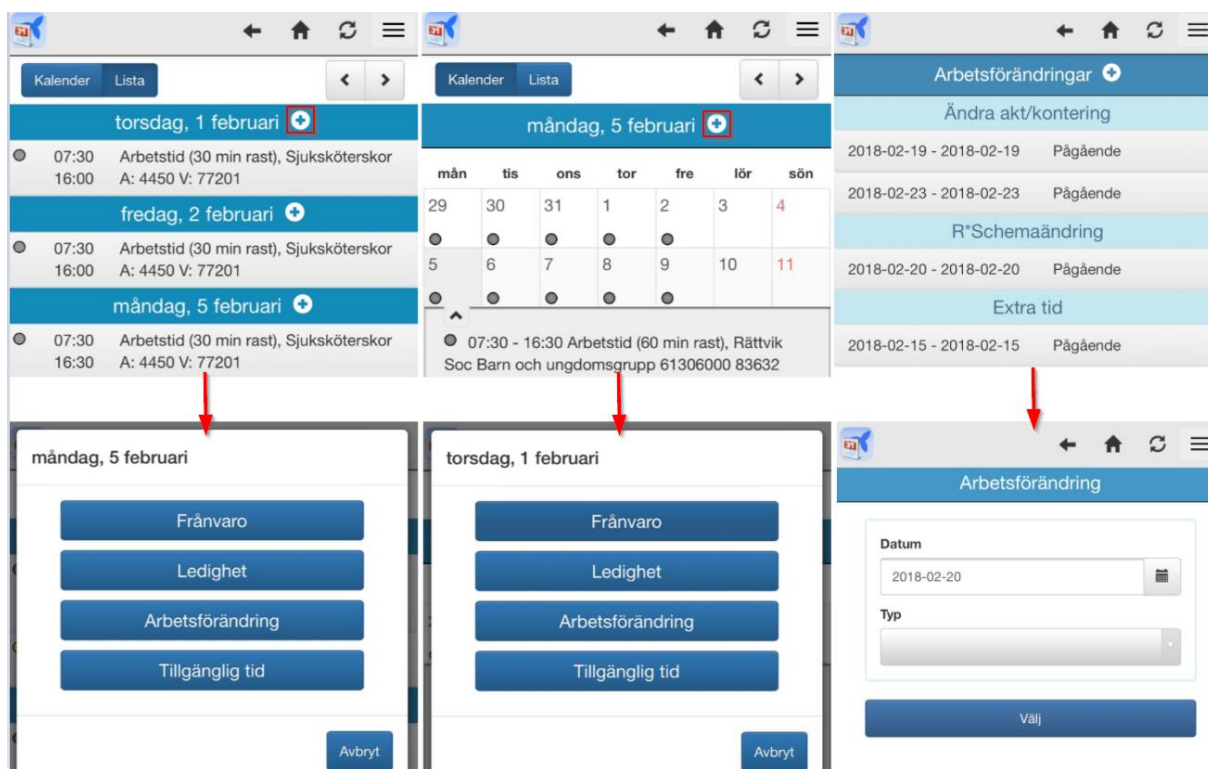 Kalender Lista
torsdag, 1 februari
07:30 Arbetstid (30 min rast), Sjuksköterskor
16:00 A: 4450 V: 77201
fredag, 2 februari
07:30 Arbetstid (30 min rast), Sjuksköterskor
16:00 A: 4450 V: 77201
måndag, 5 februari
07:30 Arbetstid (30 min rast), Sjuksköterskor
16:30 A: 4450 V: 77201
Kalender Lista
måndag, 5 februari
mån tis ons tor fre lör sön
29 30 31 1 2 3 4
5 6 7 8 9 10 11
07:30 - 16:30 Arbetstid (60 min rast), Rättvik
Soc Barn och ungdomsgrupp 61306000 83632
Arbetsförändringar
Ändra akt/kontering
2018-02-19 - 2018-02-19 Pågående
2018-02-23 - 2018-02-23 Pågående
R*Schemaändring
2018-02-20 - 2018-02-20 Pågående
Extra tid
2018-02-15 - 2018-02-15 Pågående
måndag, 5 februari
Frånvaro
Ledighet
Arbetsförändring
Tillgänglig tid
Avbryt
torsdag, 1 februari
Frånvaro
Ledighet
Arbetsförändring
Tillgänglig tid
Avbryt
Arbetsförändring
Datum
2018-02-20
Typ
Välj